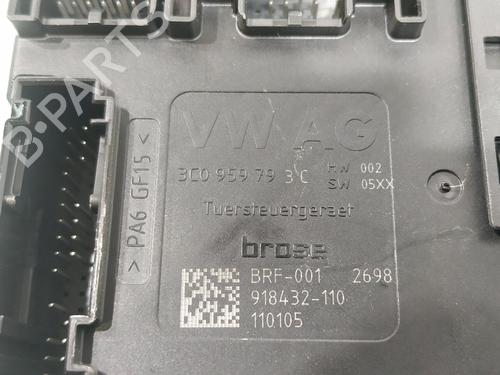 VW AG
3C0 959 79 3 C HW 002
SW 05XX
Tuersteuergeraet
brose
BRF-001 2698
918432-110
110105
> PA6 GF15 <
B-PARTS